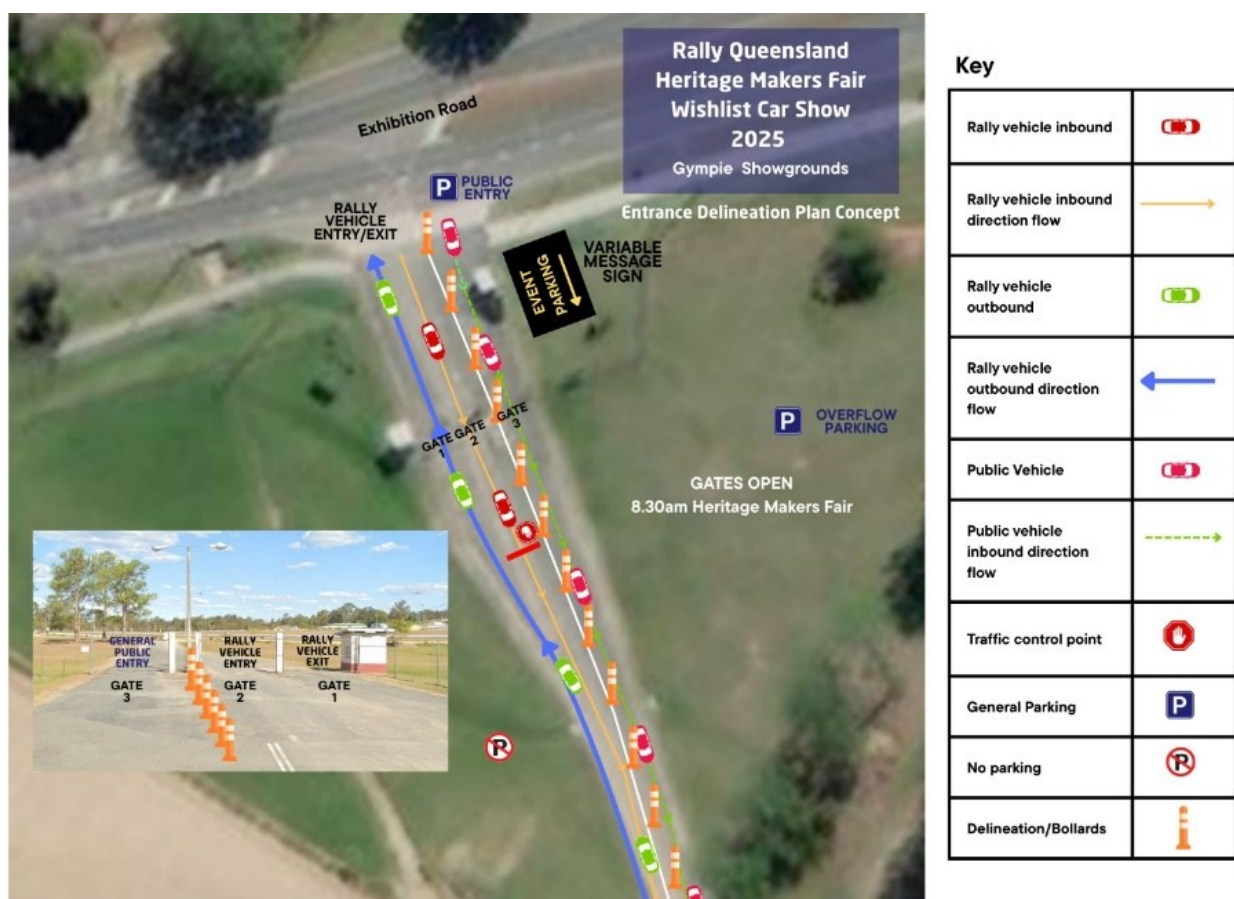 Rally Queensland
Heritage Makers Fair
Wishlist Car Show
2025
Gympie Showgrounds
Entrance Delineation Plan Concept
Exhibition Road
P PUBLIC
ENTRY
RALLY
VEHICLE
ENTRY/EXIT
VARIABLE
MESSAGE
SIGN
EVENT
PARKING
GATE
1
GATE
2
GATE
3
P OVERFLOW
PARKING
GATES OPEN
8.30am Heritage Makers Fair
GENERAL
PUBLIC
ENTRY
GATE
3
RALLY
VEHICLE
ENTRY
GATE
2
RALLY
VEHICLE
EXIT
GATE
1
P
Key
Rally vehicle inbound
Rally vehicle inbound
direction flow
Rally vehicle
outbound
Rally vehicle
outbound direction
flow
Public Vehicle
Public vehicle
inbound direction
flow
Traffic control point
General Parking
P
No parking
P
Delineation/Bollards